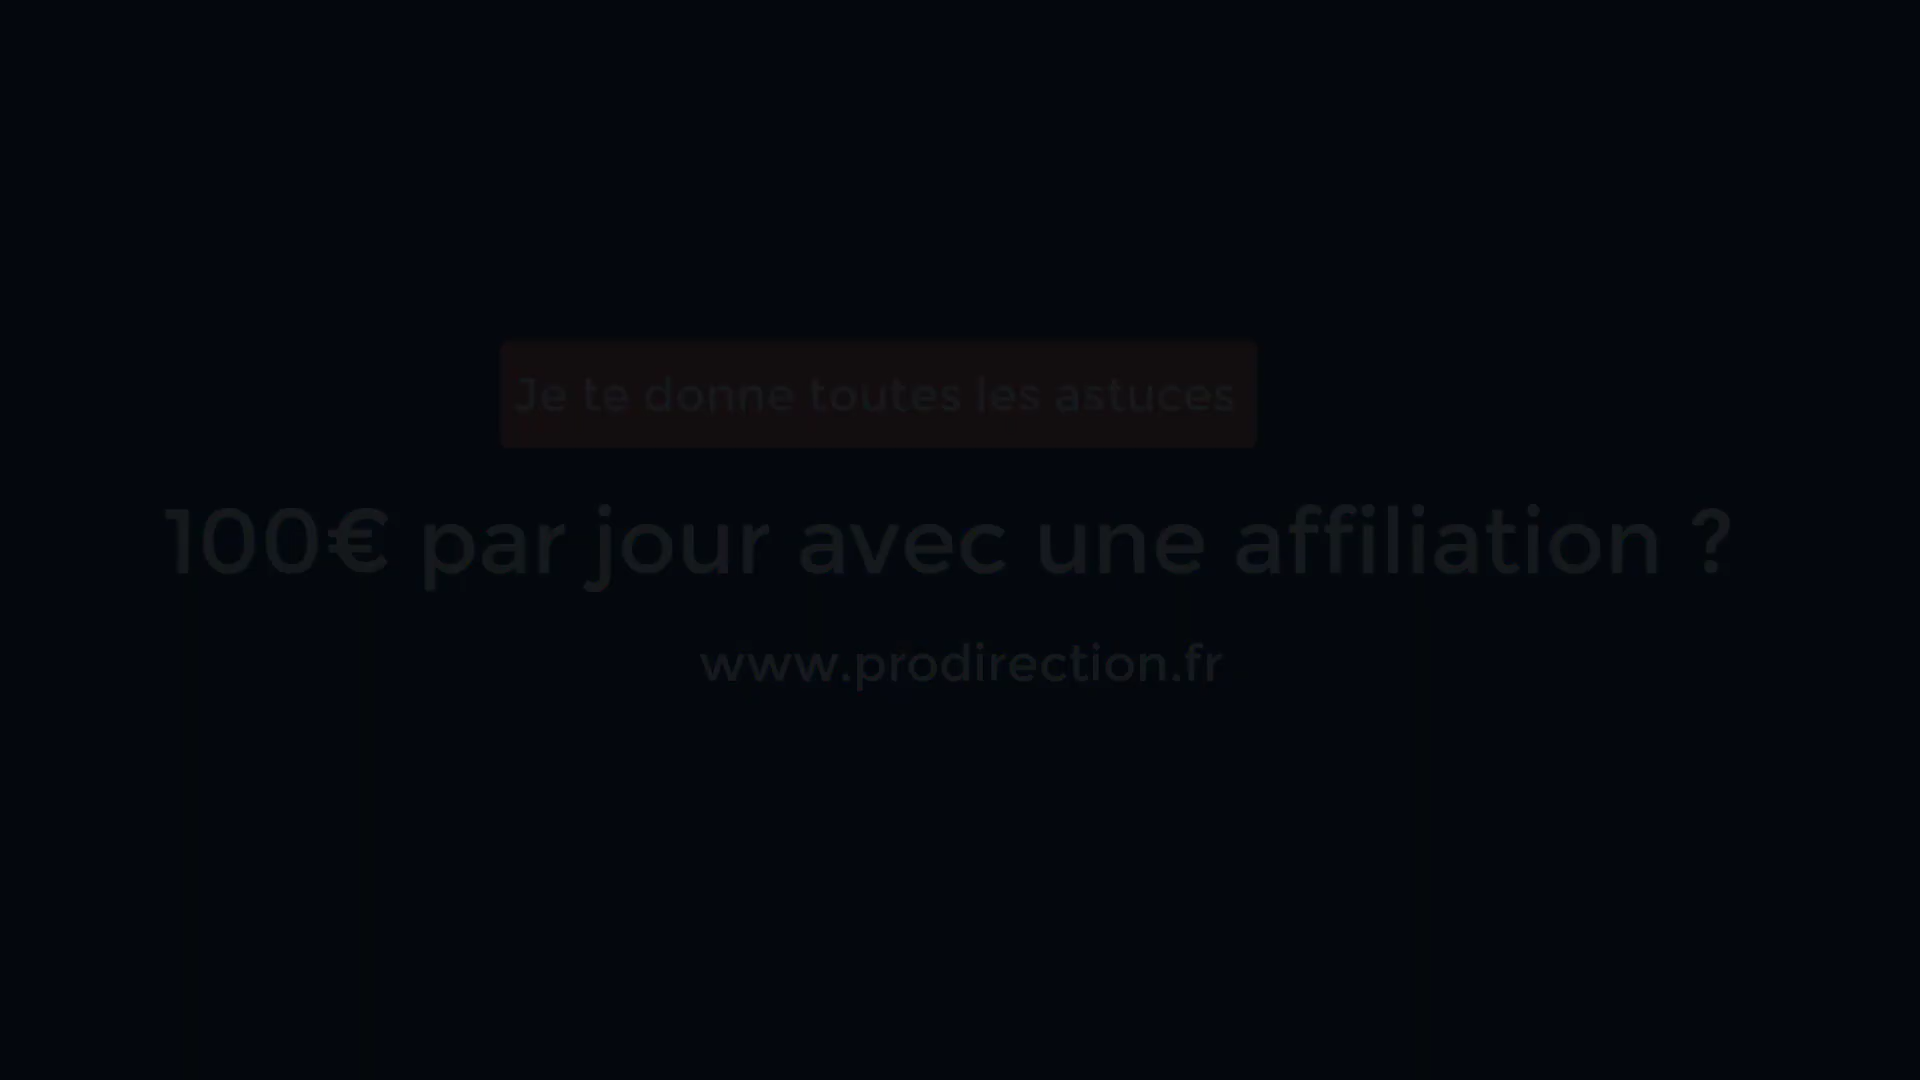 Je te donne toutes les astuces
100€ par jour avec une affiliation ?
www.prodirection.fr